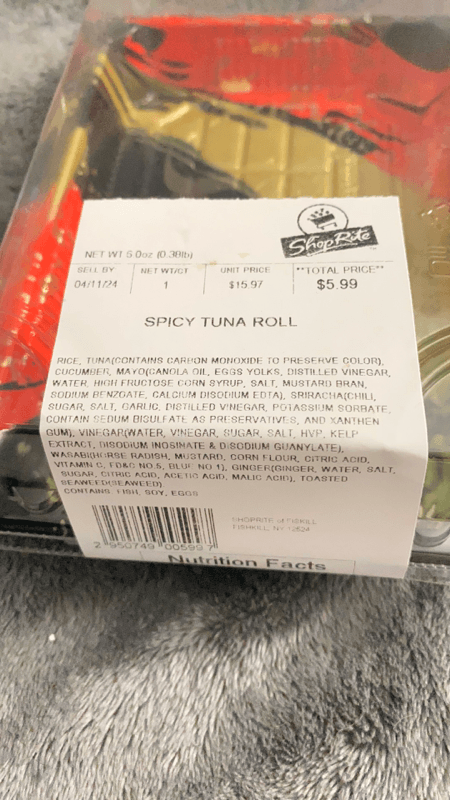 ShopRite
NET WT 5.0oz (0.38lb)
SELL BY NET WT/CT UNIT PRICE **TOTAL PRICE**
04/11/24 1 $15.97 $5.99
SPICY TUNA ROLL
RICE, TUNA(CONTAINS CARBON MONOXIDE TO PRESERVE COLOR),
CUCUMBER, MAYO(CANOLA OIL, EGGS YOLKS, DISTILLED VINEGAR,
WATER, HIGH FRUCTOSE CORN SYRUP, SALT, MUSTARD BRAN,
SODIUM BENZOATE, CALCIUM DISODIUM EDTA), SRIRACHA(CHILI,
SUGAR, SALT, GARLIC, DISTILLED VINEGAR, POTASSIUM SORBATE,
CONTAIN SEDUM BISULFATE AS PRESERVATIVES, AND XANTHEN
GUM), VINEGAR(WATER, VINEGAR, SUGAR, SALT, HVP, KELP
EXTRACT, DISODIUM INOSINATE & DISODIUM GUANYLATE),
WASABI(HORSE RADISH, MUSTARD, CORN FLOUR, CITRIC ACID,
VITAMIN C, FD&C NO.5, BLUE NO 1), GINGER(GINGER, WATER, SALT,
SUGAR, CITRIC ACID, ACETIC ACID, MALIC ACID), TOASTED
SEAWEED(SEAWEED)
CONTAINS FISH, SOY, EGGS
SHOPRITE
FISHKILL, NY 12524
2 950749 005997
Nutrition Facts